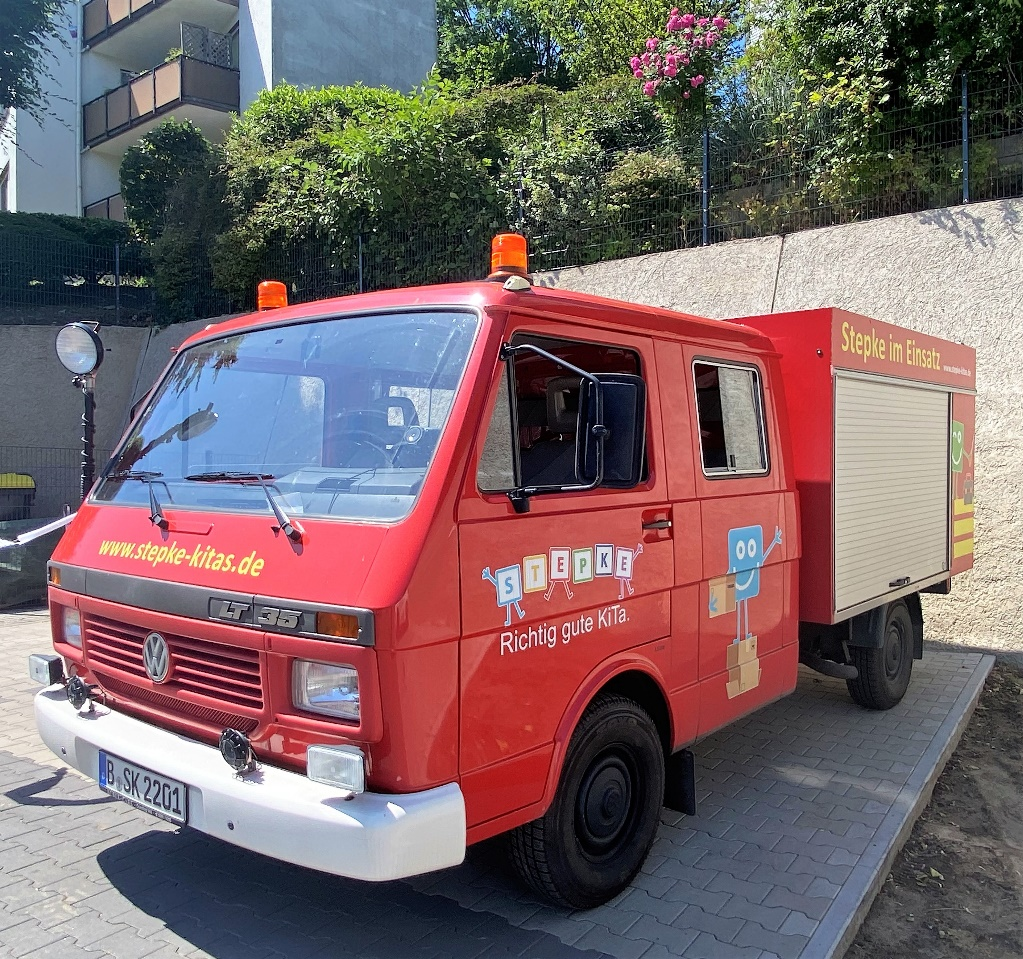 Stepke im Einsatz
www.stepke-kitas.de
www.stepke-kitas.de
LT 35
STEPKE
Richtig gute KiTa.
B SK 2201